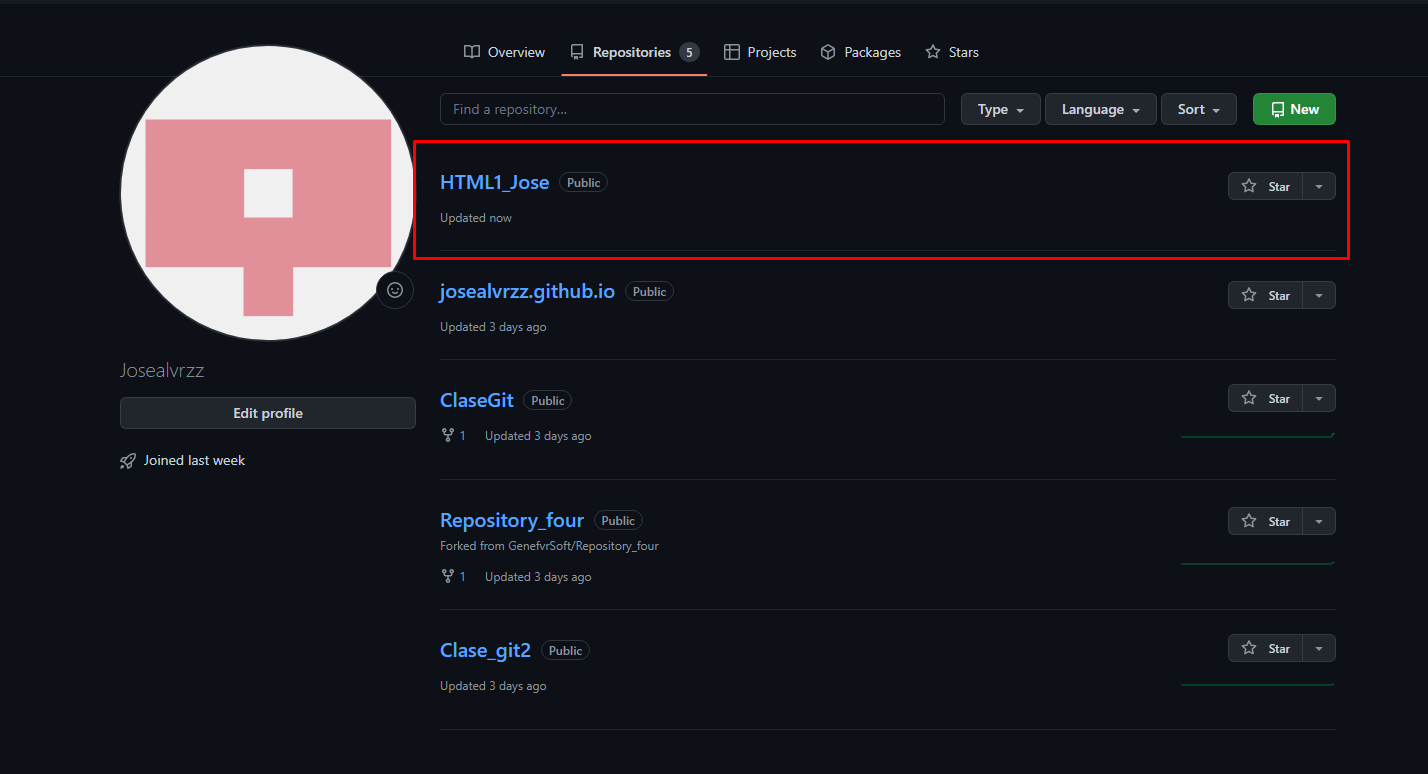 Overview Repositories 5 Projects Packages Stars
Find a repository... Type Language Sort New
HTML1_Jose Public Star
Updated now
josealvrzz.github.io Public Star
Updated 3 days ago
Josealvrzz
Edit profile
Joined last week
ClaseGit Public Star
1 Updated 3 days ago
Repository_four Public Star
Forked from GenefvrSoft/Repository_four
1 Updated 3 days ago
Clase_git2 Public Star
Updated 3 days ago